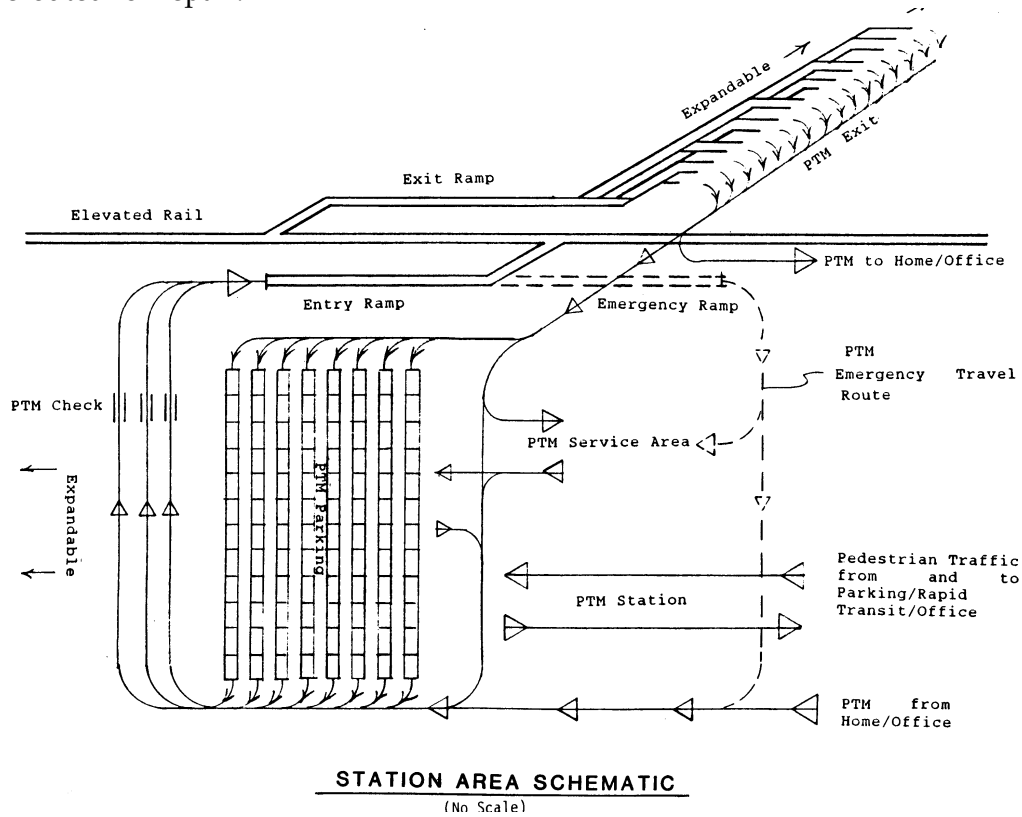 Expandable
PTM Exit
Exit Ramp
Elevated Rail
PTM to Home/Office
Entry Ramp
Emergency Ramp
PTM
Emergency Travel
Route
PTM Check
PTM Service Area
Expandable
PTM Parking
Pedestrian Traffic
from and to
Parking/Rapid
Transit/Office
PTM Station
PTM from
Home/Office
STATION AREA SCHEMATIC
(No Scale)